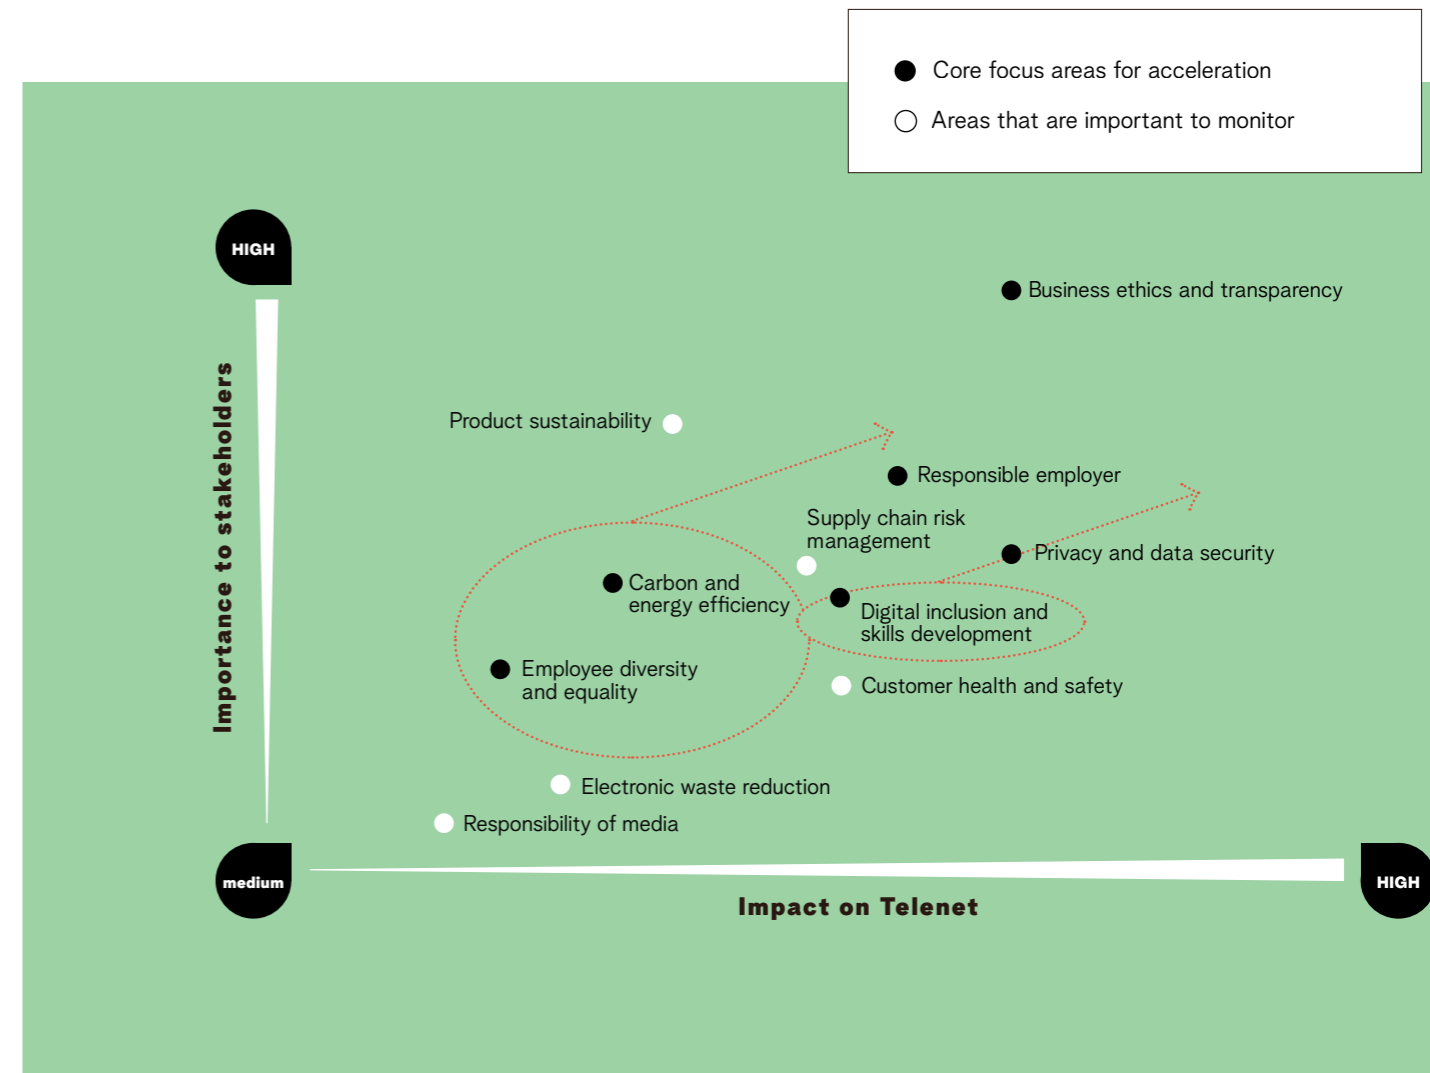 Core focus areas for acceleration
Areas that are important to monitor
HIGH
Importance to stakeholders
Business ethics and transparency
Product sustainability
Responsible employer
Supply chain risk
management
Privacy and data security
Carbon and
energy efficiency
Digital inclusion and
skills development
Employee diversity
and equality
Customer health and safety
Electronic waste reduction
Responsibility of media
medium
HIGH
Impact on Telenet